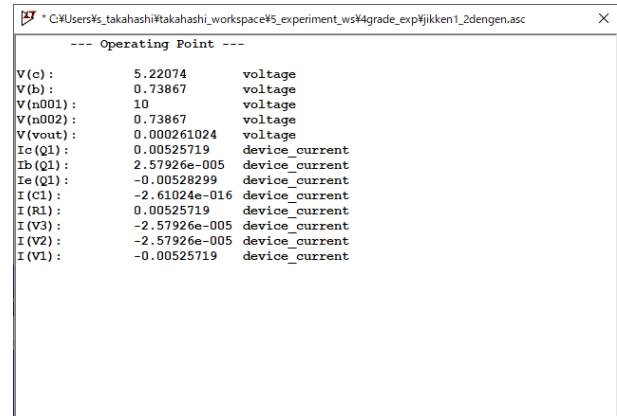 * C:¥Users¥s_takahashi¥takahashi_workspace¥5_experiment_ws¥4grade_exp¥jikken1_2dengen.asc
--- Operating Point ---
V(c): 5.22074 voltage
V(b): 0.73867 voltage
V(n001): 10 voltage
V(n002): 0.73867 voltage
V(vout): 0.000261024 voltage
Ic(Q1): 0.00525719 device_current
Ib(Q1): 2.57926e-005 device_current
Ie(Q1): -0.00528299 device_current
I(C1): -2.61024e-016 device_current
I(R1): 0.00525719 device_current
I(V3): -2.57926e-005 device_current
I(V2): -2.57926e-005 device_current
I(V1): -0.00525719 device_current